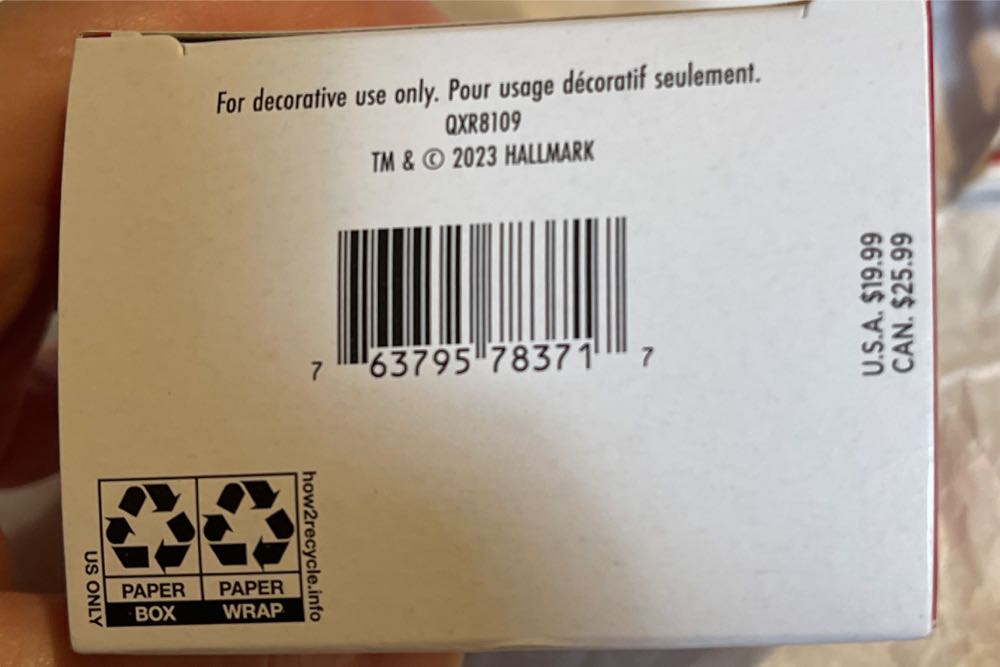 For decorative use only. Pour usage décoratif seulement.
QXR8109
TM & © 2023 HALLMARK
7 63795 78371 7
U.S.A. $19.99
CAN. $25.99
US ONLY
PAPER PAPER
BOX WRAP
how2recycle.info